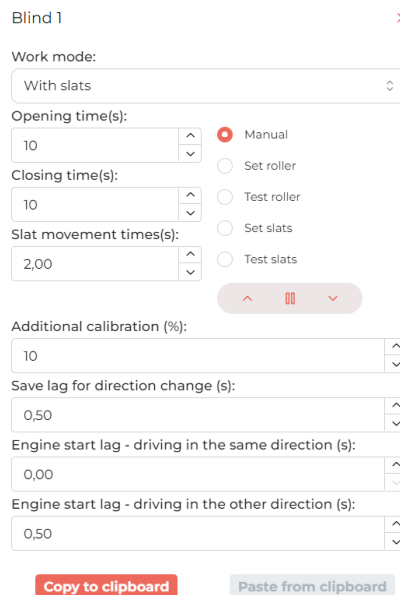 Blind 1
Work mode:
With slats
Opening time(s):
10
Manual
Set roller
Closing time(s):
10
Test roller
Set slats
Slat movement times(s):
2,00
Test slats
Additional calibration (%):
10
Save lag for direction change (s):
0,50
Engine start lag - driving in the same direction (s):
0,00
Engine start lag - driving in the other direction (s):
0,50
Copy to clipboard
Paste from clipboard